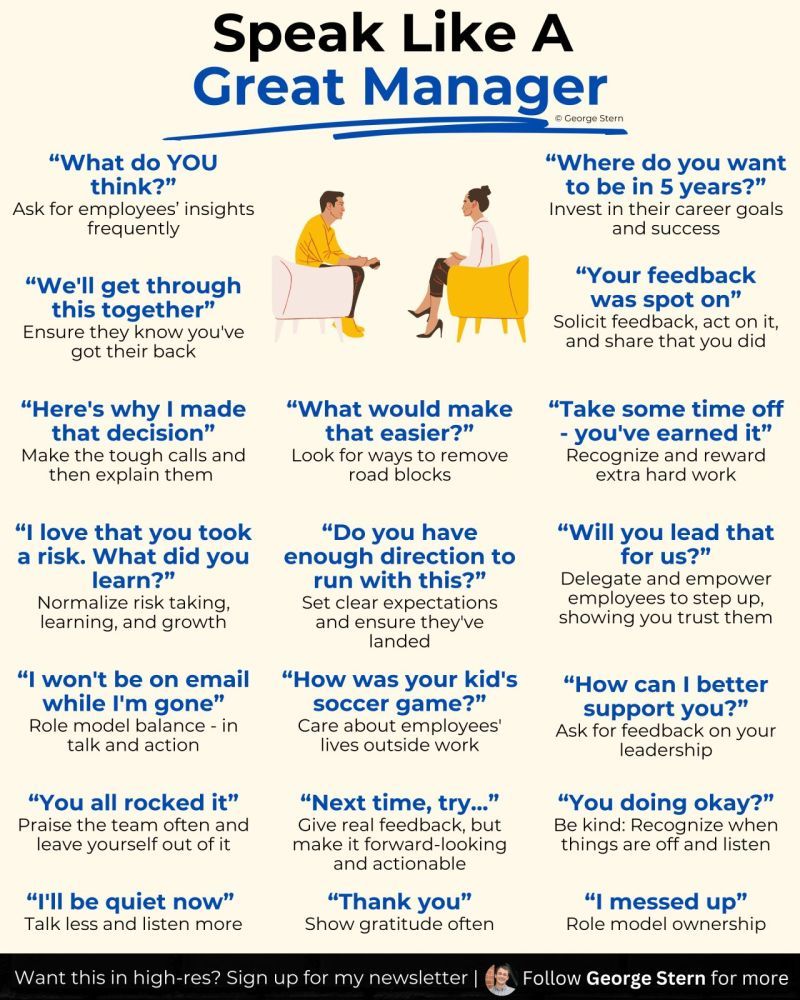 Speak Like A
Great Manager
© George Stern
“What do YOU
think?”
Ask for employees’ insights
frequently
“Where do you want
to be in 5 years?”
Invest in their career goals
and success
“We'll get through
this together”
Ensure they know you've
got their back
“Your feedback
was spot on”
Solicit feedback, act on it,
and share that you did
“Here's why I made
that decision”
Make the tough calls and
then explain them
“What would make
that easier?”
Look for ways to remove
road blocks
“Take some time off
- you've earned it”
Recognize and reward
extra hard work
“I love that you took
a risk. What did you
learn?”
Normalize risk taking,
learning, and growth
“Do you have
enough direction to
run with this?”
Set clear expectations
and ensure they've
landed
“Will you lead that
for us?”
Delegate and empower
employees to step up,
showing you trust them
“I won't be on email
while I'm gone”
Role model balance - in
talk and action
“How was your kid's
soccer game?”
Care about employees'
lives outside work
“How can I better
support you?”
Ask for feedback on your
leadership
“You all rocked it”
Praise the team often and
leave yourself out of it
“Next time, try...”
Give real feedback, but
make it forward-looking
and actionable
“You doing okay?”
Be kind: Recognize when
things are off and listen
“I'll be quiet now”
Talk less and listen more
“Thank you”
Show gratitude often
“I messed up”
Role model ownership
Want this in high-res? Sign up for my newsletter | Follow George Stern for more